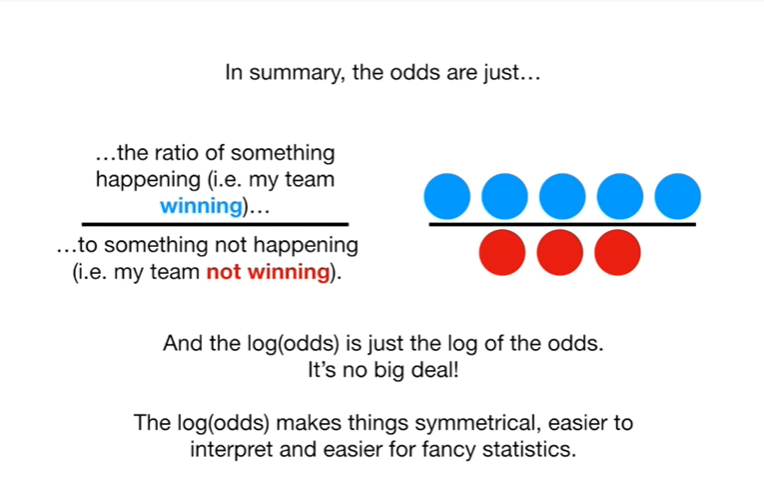 In summary, the odds are just…
…the ratio of something
happening (i.e. my team
winning)…
…to something not happening
(i.e. my team not winning).
And the log(odds) is just the log of the odds.
It’s no big deal!
The log(odds) makes things symmetrical, easier to
interpret and easier for fancy statistics.